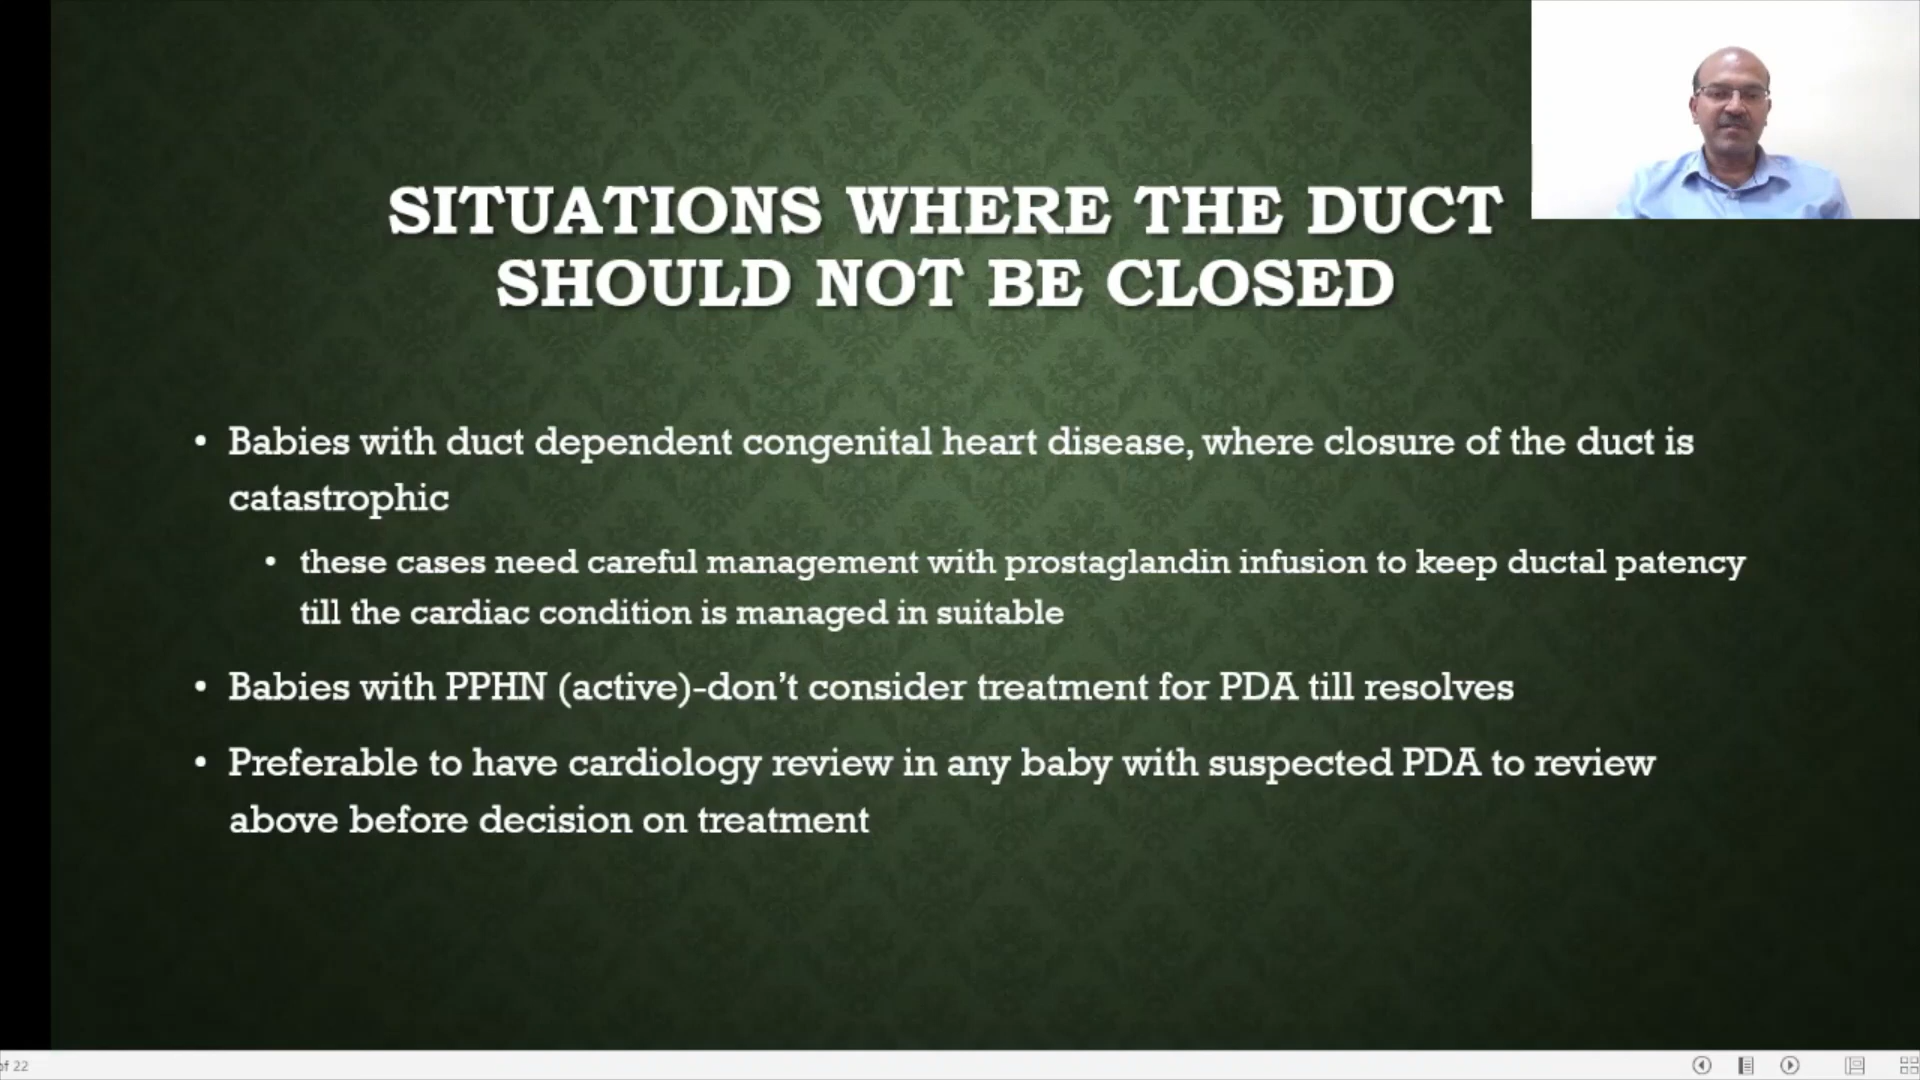 SITUATIONS WHERE THE DUCT
SHOULD NOT BE CLOSED
• Babies with duct dependent congenital heart disease, where closure of the duct is
catastrophic
• these cases need careful management with prostaglandin infusion to keep ductal patency
till the cardiac condition is managed in suitable
• Babies with PPHN (active)-don’t consider treatment for PDA till resolves
• Preferable to have cardiology review in any baby with suspected PDA to review
above before decision on treatment
of 22